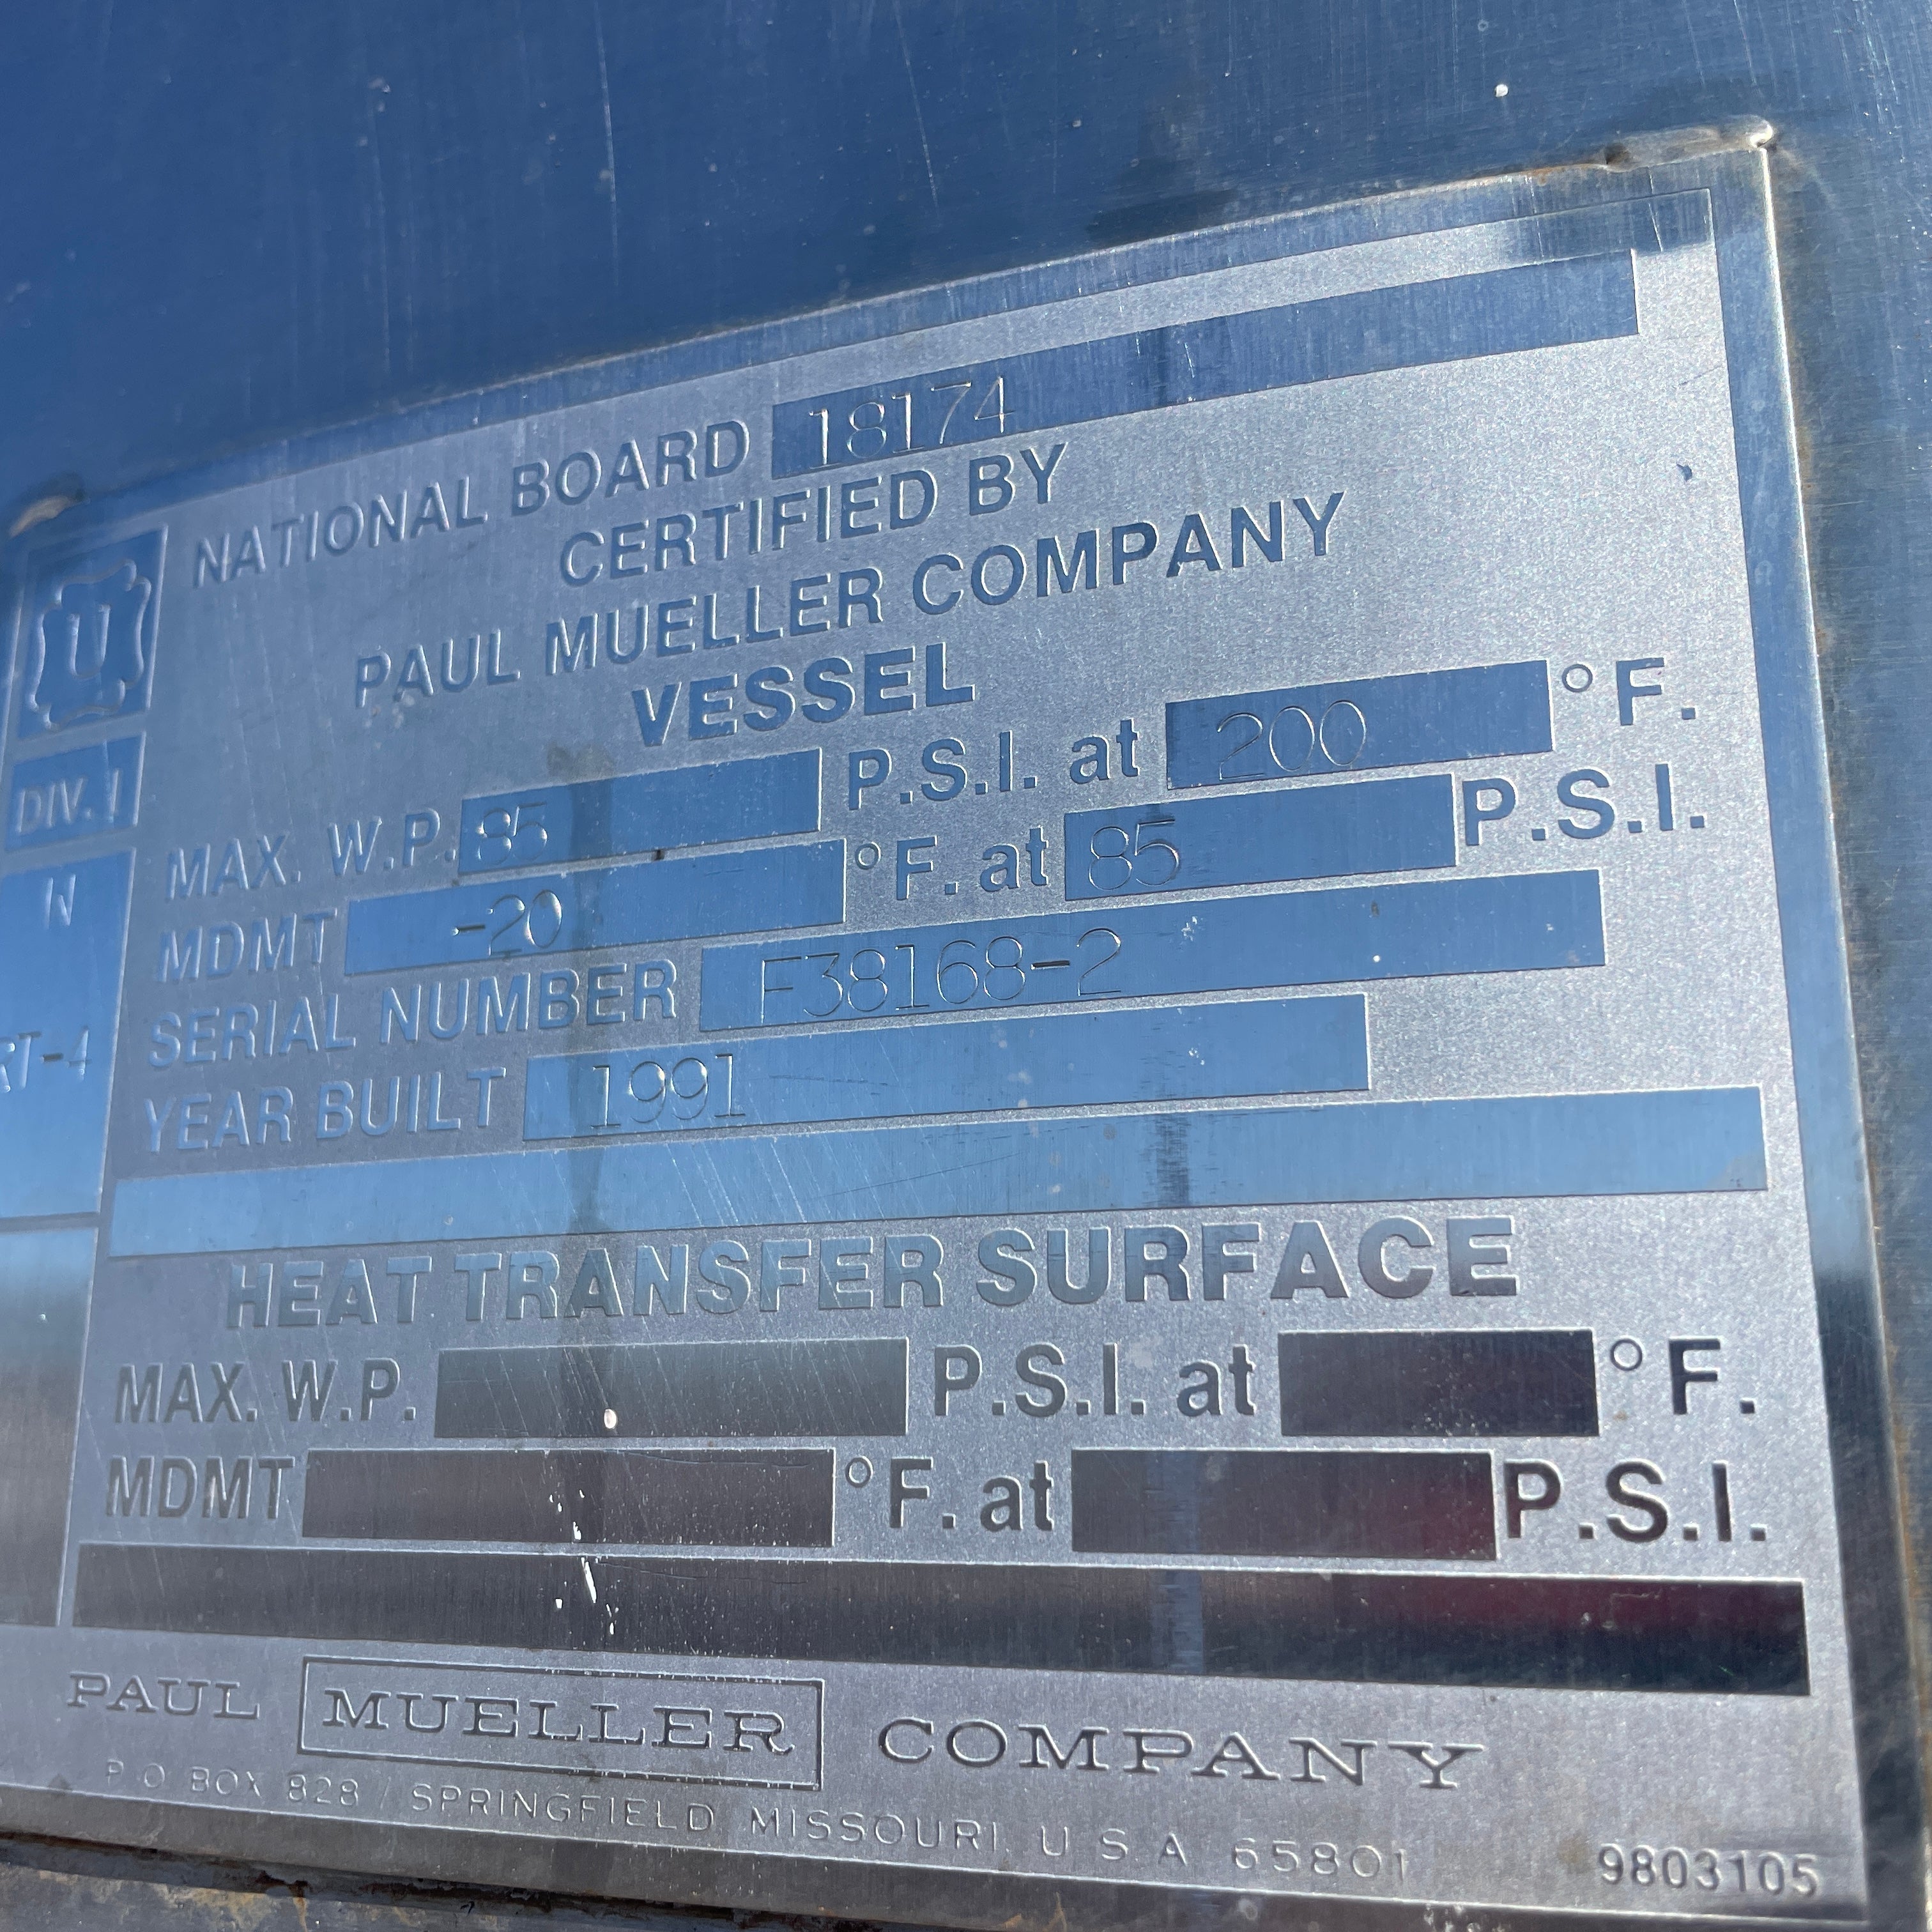 NATIONAL BOARD 18174
CERTIFIED BY
PAUL MUELLER COMPANY
VESSEL
U
DIV. 1
N
RT-4
MAX. W.P. 85 P.S.I. at 200 °F.
MDMT -20 °F. at 85 P.S.I.
SERIAL NUMBER F38168-2
YEAR BUILT 1991
HEAT TRANSFER SURFACE
MAX. W.P. P.S.I. at °F.
MDMT °F. at P.S.I.
PAUL MUELLER COMPANY
P O BOX 828 / SPRINGFIELD MISSOURI, U S A 65801
9803105